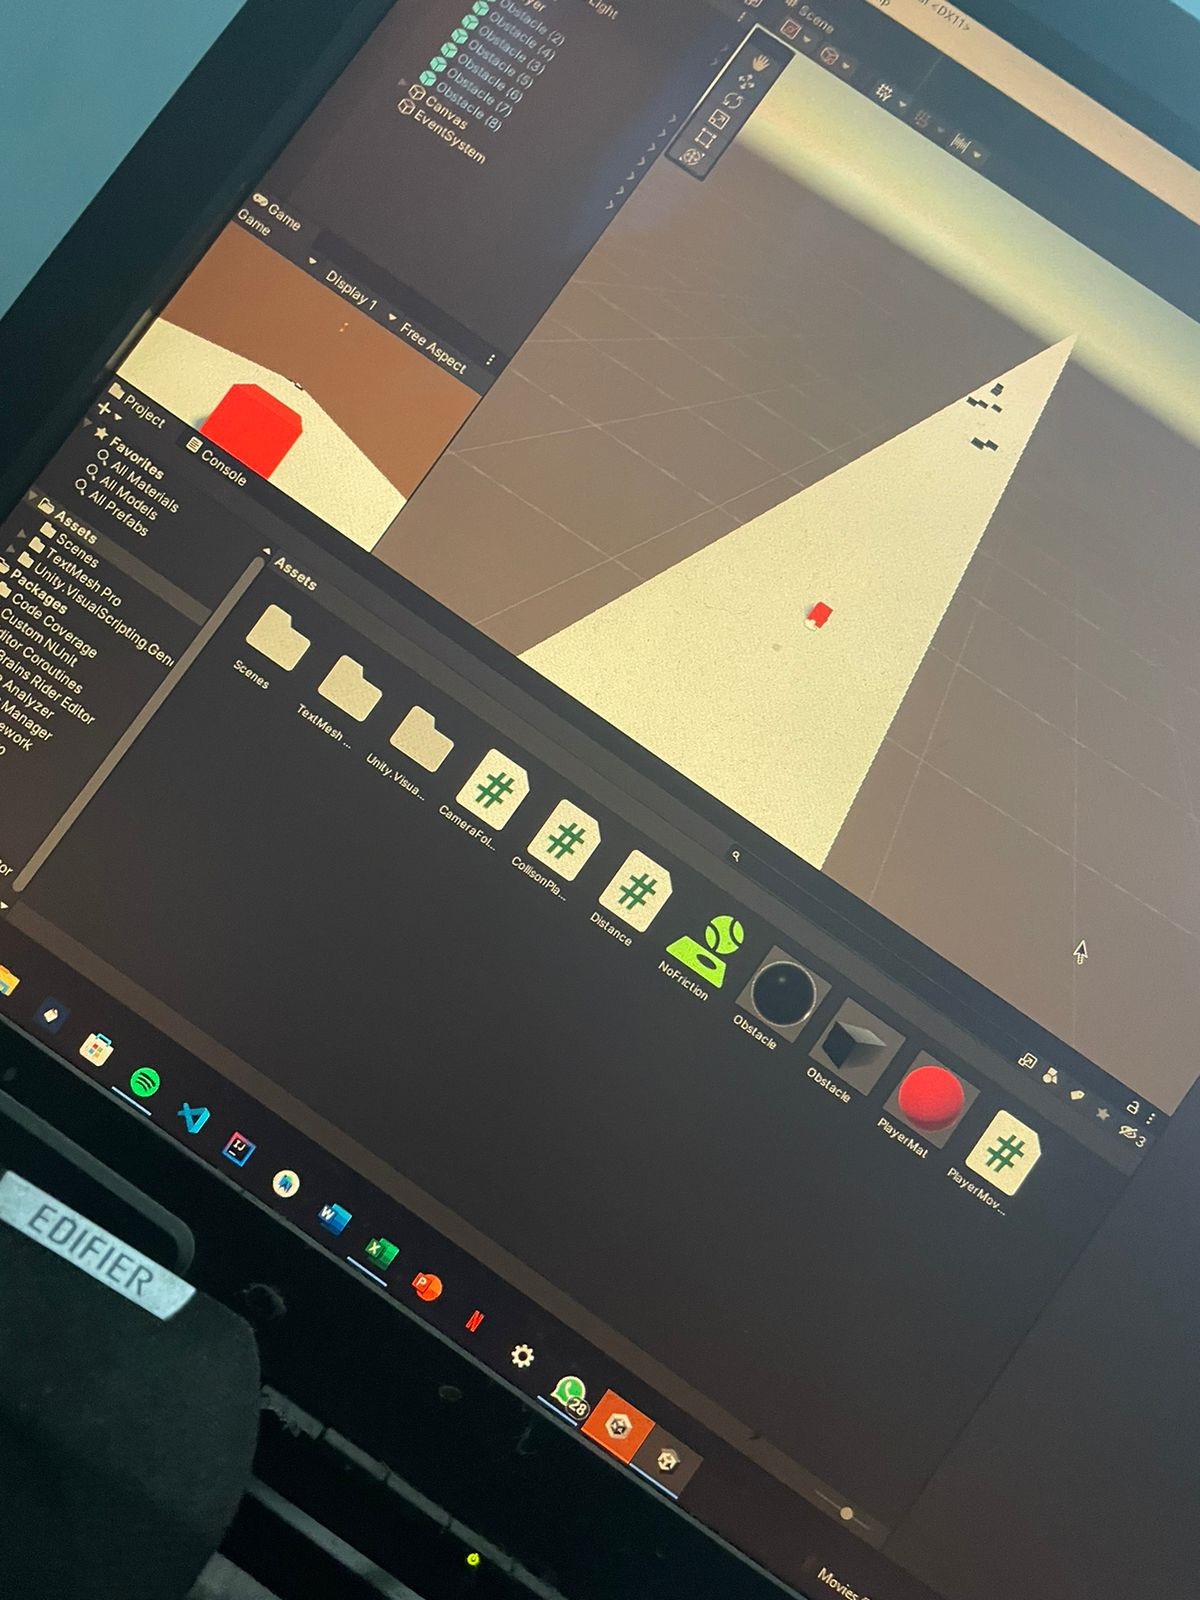 <DX11>
Light
Obstacle (2)
Obstacle (4)
Obstacle (3)
Obstacle (5)
Obstacle (6)
Obstacle (7)
Obstacle (8)
Canvas
EventSystem
Scene
Game
Game
Display 1
Free Aspect
Project
Console
Favorites
All Materials
All Models
All Prefabs
Assets
Scenes
TextMesh Pro
Unity.VisualScripting.Gen
Packages
Code Coverage
Custom NUnit
ditor Coroutines
Brains Rider Editor
Analyzer
Manager
ework
Assets
Scenes
TextMesh ...
Unity.Visua...
CameraFol...
CollisonPla...
Distance
NoFriction
Obstacle
Obstacle
PlayerMat
PlayerMov...
3
28
EDIFIER
Movies